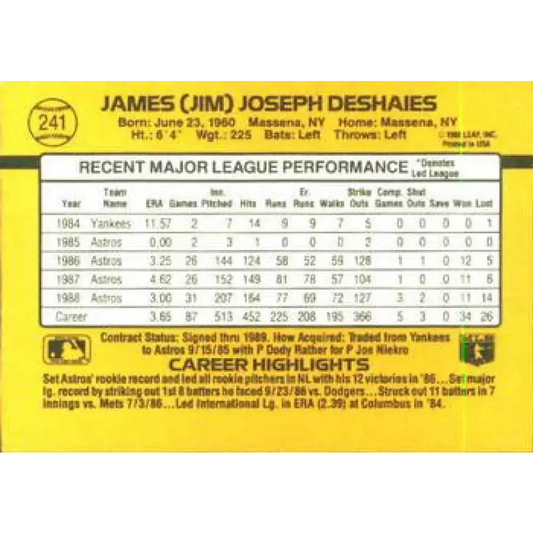 241
JAMES (JIM) JOSEPH DESHAIES
Born: June 23, 1960 Massena, NY Home: Massena, NY
Ht.: 6'4" Wgt.: 225 Bats: Left Throws: Left
© 1988 LEAF, INC.
Printed in USA
RECENT MAJOR LEAGUE PERFORMANCE *Denotes Led League
Year Team Name ERA Games Inn. Pitched Hits Runs Er. Runs Walks Strike Outs Comp. Games Shut Outs Save Won Lost
1984 Yankees 11.57 2 7 14 9 9 7 5 0 0 0 0 1
1985 Astros 0.00 2 3 1 0 0 0 2 0 0 0 0 0
1986 Astros 3.25 26 144 124 58 52 59 128 1 1 0 12 5
1987 Astros 4.62 26 152 149 81 78 57 104 1 0 0 11 6
1988 Astros 3.00 31 207 164 77 69 72 127 3 2 0 11 14
Career 3.65 87 513 452 225 208 195 366 5 3 0 34 26
Contract Status: Signed thru 1989. How Acquired: Traded from Yankees
to Astros 9/15/85 with P Dody Rather for P Joe Niekro
CAREER HIGHLIGHTS
Set Astros' rookie record and led all rookie pitchers in NL with his 12 victories in '86...Set major
lg. record by striking out 1st 8 batters he faced 9/23/86 vs. Dodgers...Struck out 11 batters in 7
innings vs. Mets 7/3/86...Led International Lg. in ERA (2.39) at Columbus in '84.